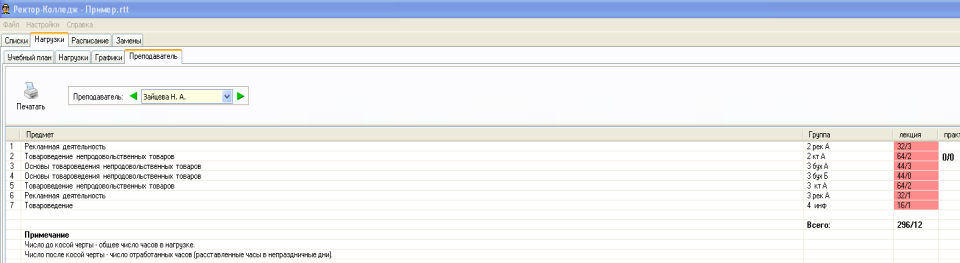 Ректор-Колледж - Пример.rtt
Файл Настройки Справка
Списки Нагрузки Расписание Замены
Учебный план Нагрузки Графики Преподаватель
Печатать
Преподаватель: Зайцева Н. А.
Предмет Группа лекция практ
1 Рекламная деятельность 2 рек А 32/3
2 Товароведение непродовольственных товаров 2 кт А 64/2 0/0
3 Основы товароведения непродовольственных товаров 3 бух А 44/3
4 Основы товароведения непродовольственных товаров 3 бух Б 44/0
5 Товароведение непродовольственных товаров 3 кт А 64/2
6 Рекламная деятельность 3 рек А 32/1
7 Товароведение 4 инф 16/1
Всего: 296/12
Примечание
Число до косой черты - общее число часов в нагрузке.
Число после косой черты - число отработанных часов (расставленные часы в непраздничные дни).